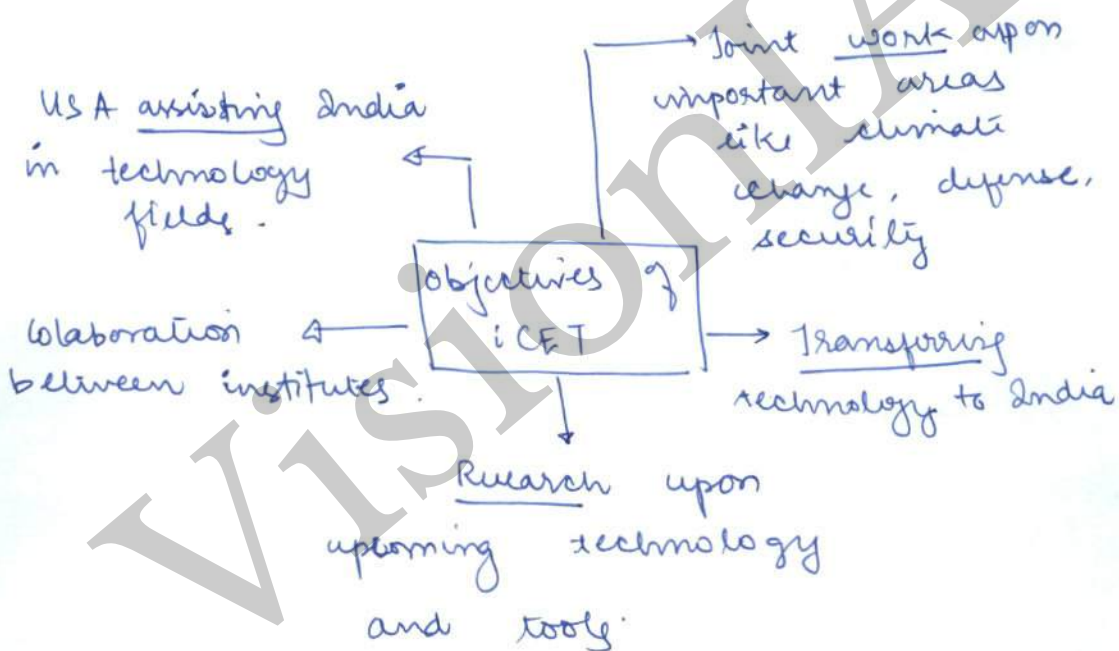 Joint work upon
important areas
like climate
change, defense,
security
USA assisting India
in technology
fields.
Objectives of
iCET
Colaboration
between institutes.
Transferring
technology to India
Research upon
upcoming technology
and tools.
VisionIA